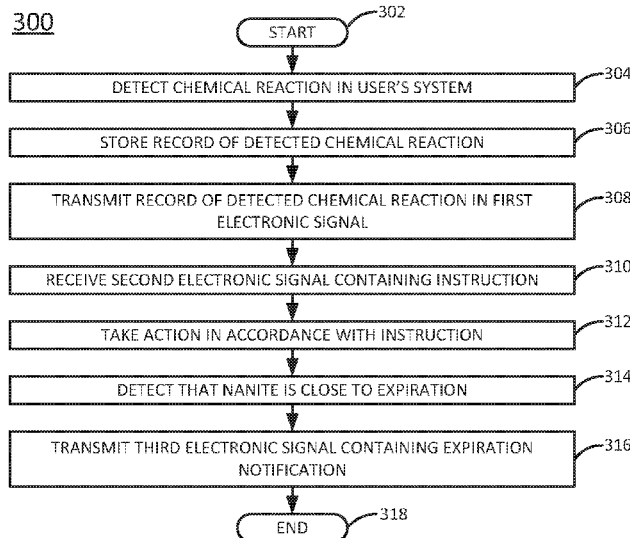 300
START
302
DETECT CHEMICAL REACTION IN USER'S SYSTEM
304
STORE RECORD OF DETECTED CHEMICAL REACTION
306
TRANSMIT RECORD OF DETECTED CHEMICAL REACTION IN FIRST
ELECTRONIC SIGNAL
308
RECEIVE SECOND ELECTRONIC SIGNAL CONTAINING INSTRUCTION
310
TAKE ACTION IN ACCORDANCE WITH INSTRUCTION
312
DETECT THAT NANITE IS CLOSE TO EXPIRATION
314
TRANSMIT THIRD ELECTRONIC SIGNAL CONTAINING EXPIRATION
NOTIFICATION
316
END
318